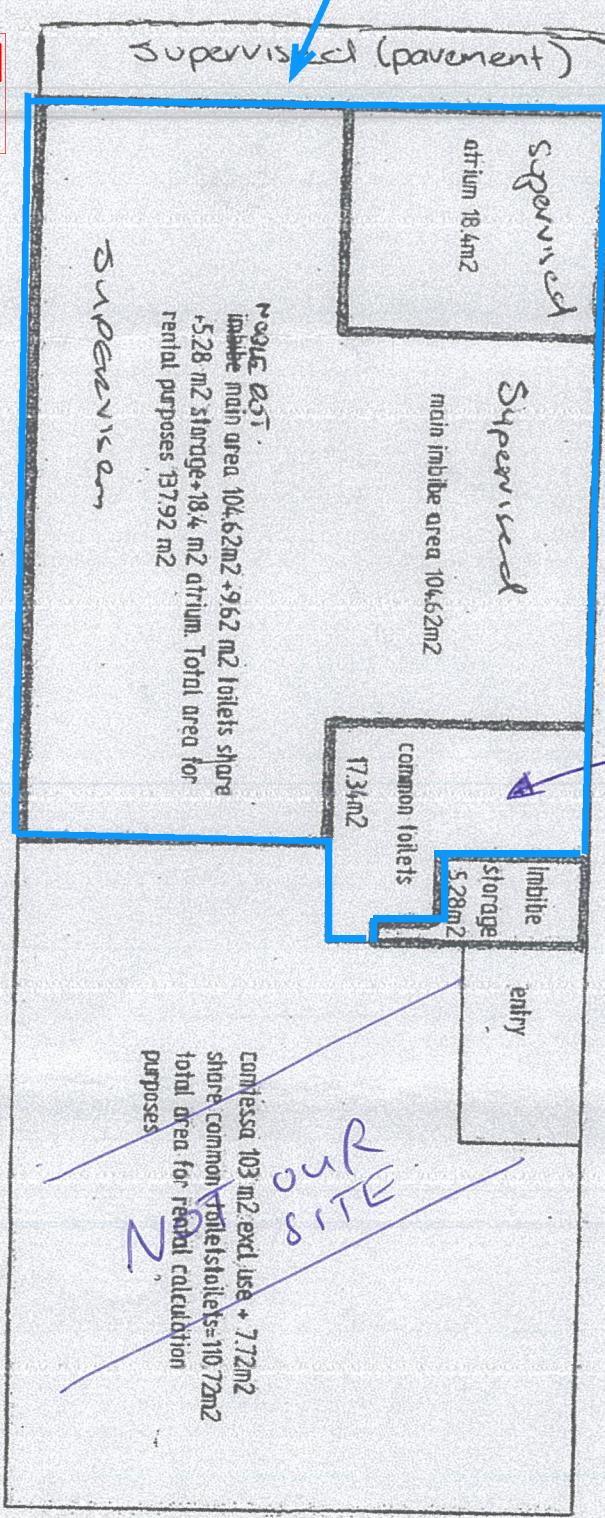 Supervised (pavement)
Supervised
atrium 18.4m2
Supervised
main imbibe area 104.62m2
Supervised
NOBLE ROT.
imbibe main area 104.62m2 +9.62 m2 toilets share
+5.28 m2 storage+18.4 m2 atrium. Total area for
rental purposes 137.92 m2
common toilets
17.34m2
Imbibe
storage
5.28m2
entry
contessa 103 m2 excl use + 7.72m2
share common toiletstoilets=110.72m2
total area for rental calculation
purposes
NOT OUR
SITE.